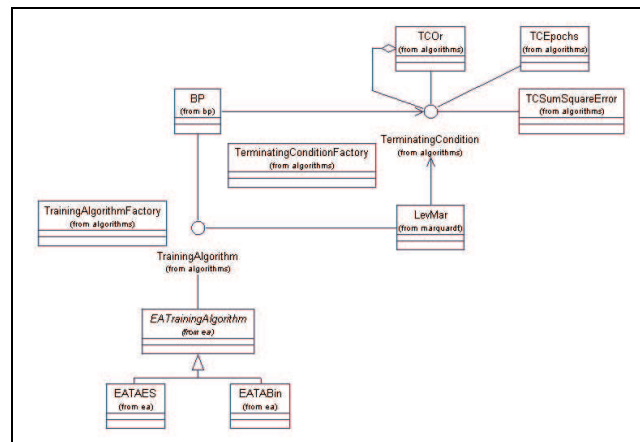 TCOr
(from algorithms)
TCEpochs
(from algorithms)
BP
(from bp)
TCSumSquareError
(from algorithms)
TerminatingCondition
(from algorithms)
TerminatingConditionFactory
(from algorithms)
TrainingAlgorithmFactory
(from algorithms)
LevMar
(from marquardt)
TrainingAlgorithm
(from algorithms)
EATrainingAlgorithm
(from ea)
EATAES
(from ea)
EATABin
(from ea)